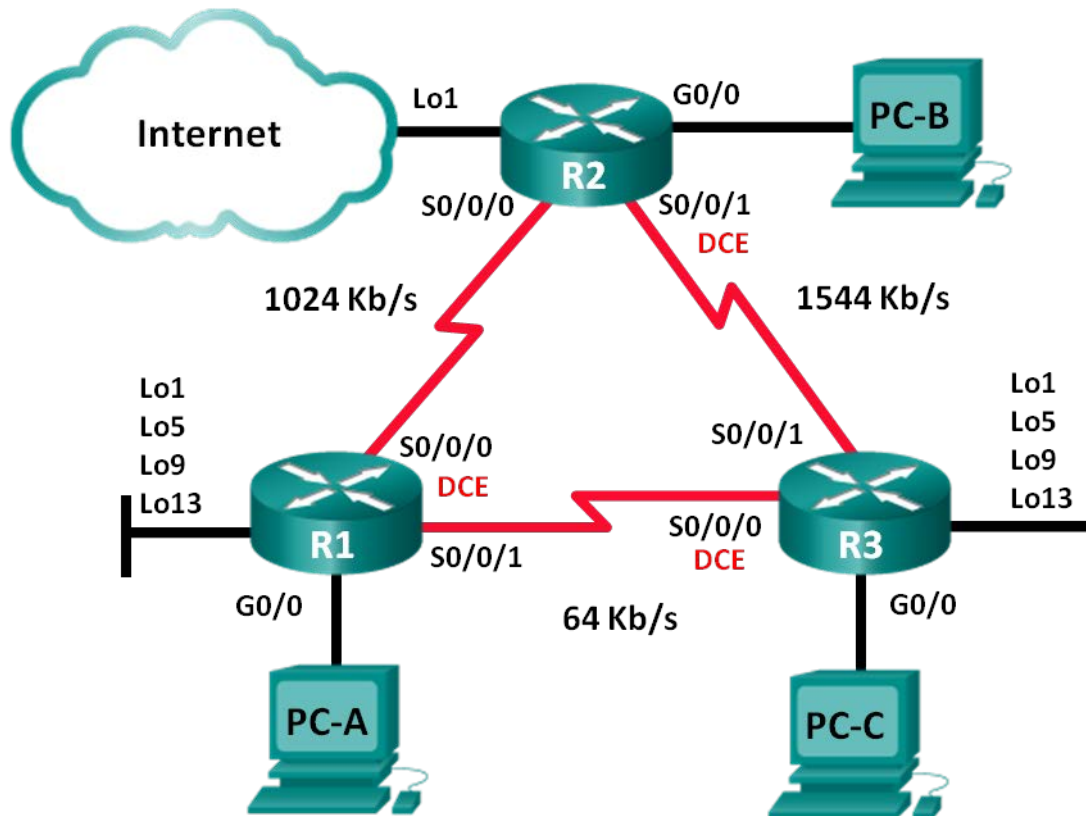 Internet
Lo1
G0/0
PC-B
R2
S0/0/0
S0/0/1
DCE
1024 Kb/s
1544 Kb/s
Lo1
Lo5
Lo9
Lo13
S0/0/0
DCE
R1
S0/0/1
G0/0
64 Kb/s
S0/0/1
S0/0/0
DCE
R3
G0/0
Lo1
Lo5
Lo9
Lo13
PC-A
PC-C